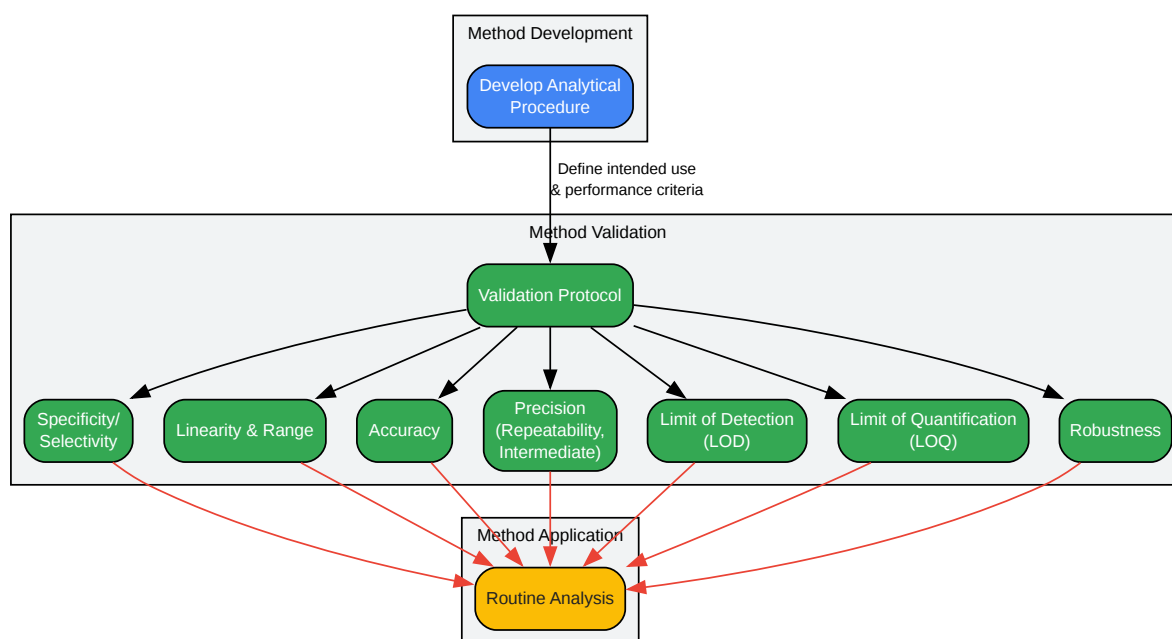 Method Development
Develop Analytical
Procedure
Define intended use
& performance criteria
Method Validation
Validation Protocol
Specificity/
Selectivity
Linearity & Range
Accuracy
Precision
(Repeatability,
Intermediate)
Limit of Detection
(LOD)
Limit of Quantification
(LOQ)
Robustness
Method Application
Routine Analysis